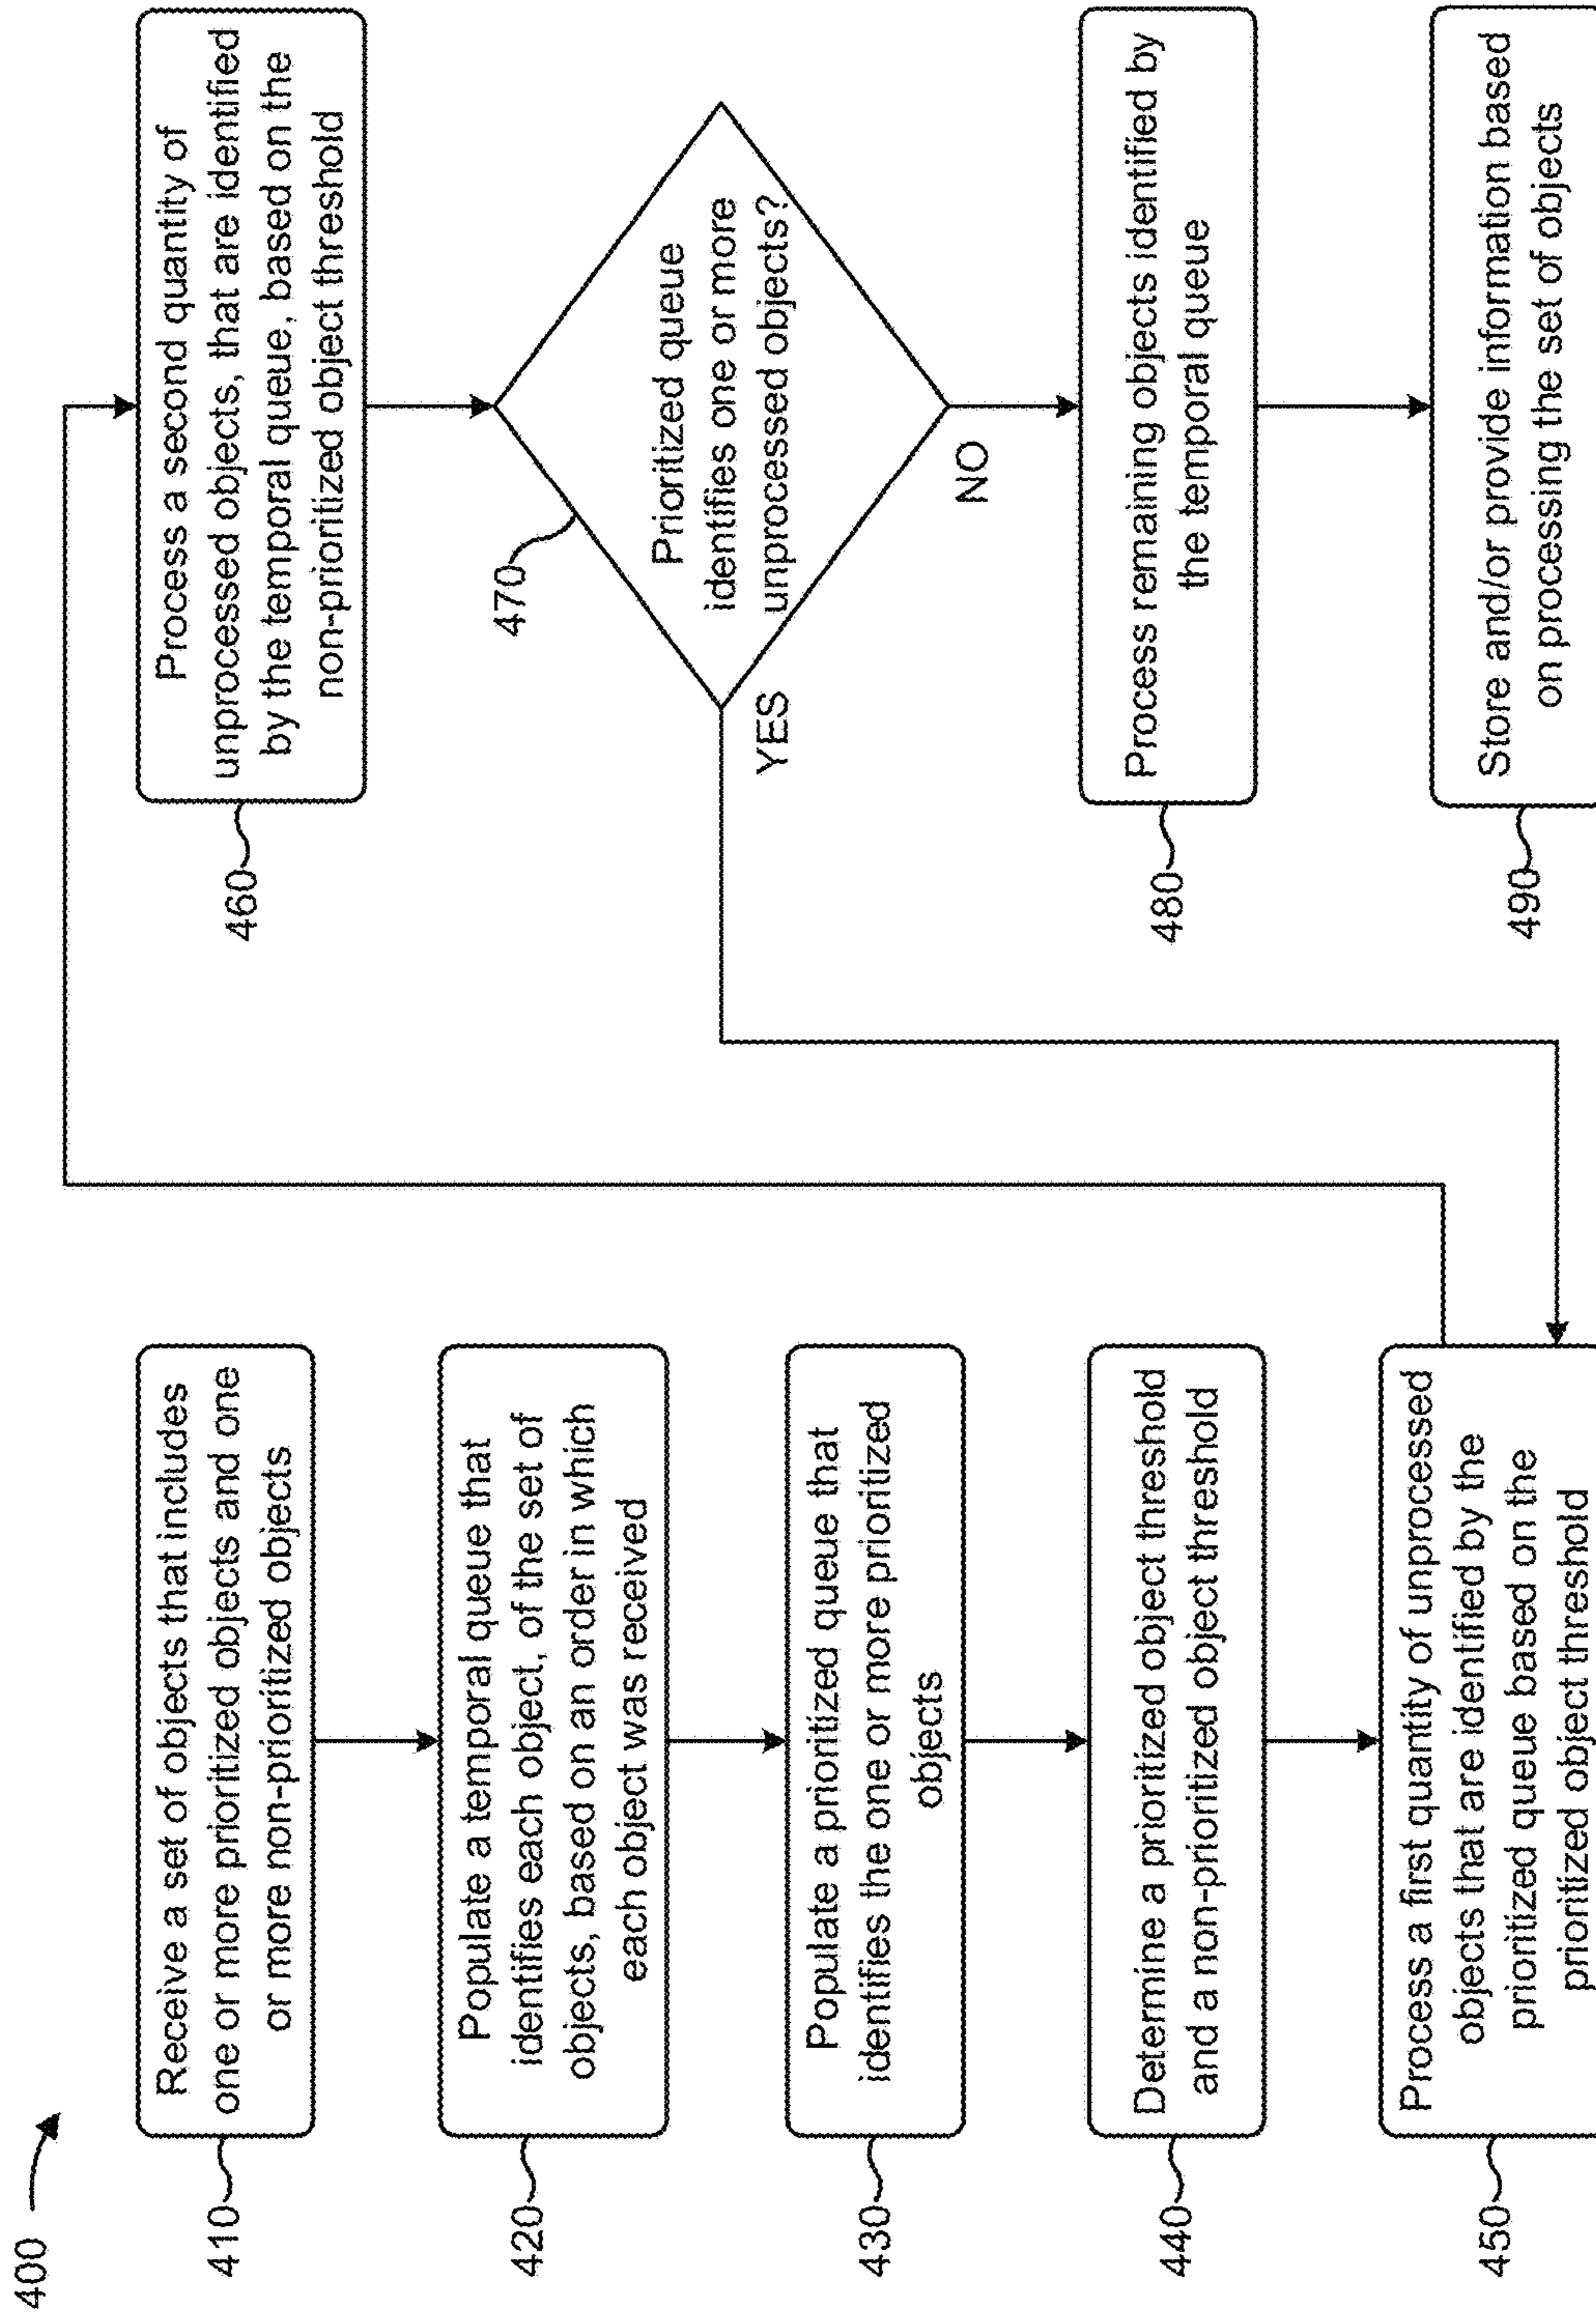 400
410
Receive a set of objects that includes
one or more prioritized objects and one
or more non-prioritized objects
420
Populate a temporal queue that
identifies each object, of the set of
objects, based on an order in which
each object was received
430
Populate a prioritized queue that
identifies the one or more prioritized
objects
440
Determine a prioritized object threshold
and a non-prioritized object threshold
450
Process a first quantity of unprocessed
objects that are identified by the
prioritized queue based on the
prioritized object threshold
460
Process a second quantity of
unprocessed objects, that are identified
by the temporal queue, based on the
non-prioritized object threshold
470
Prioritized queue
identifies one or more
unprocessed objects?
YES
NO
480
Process remaining objects identified by
the temporal queue
490
Store and/or provide information based
on processing the set of objects